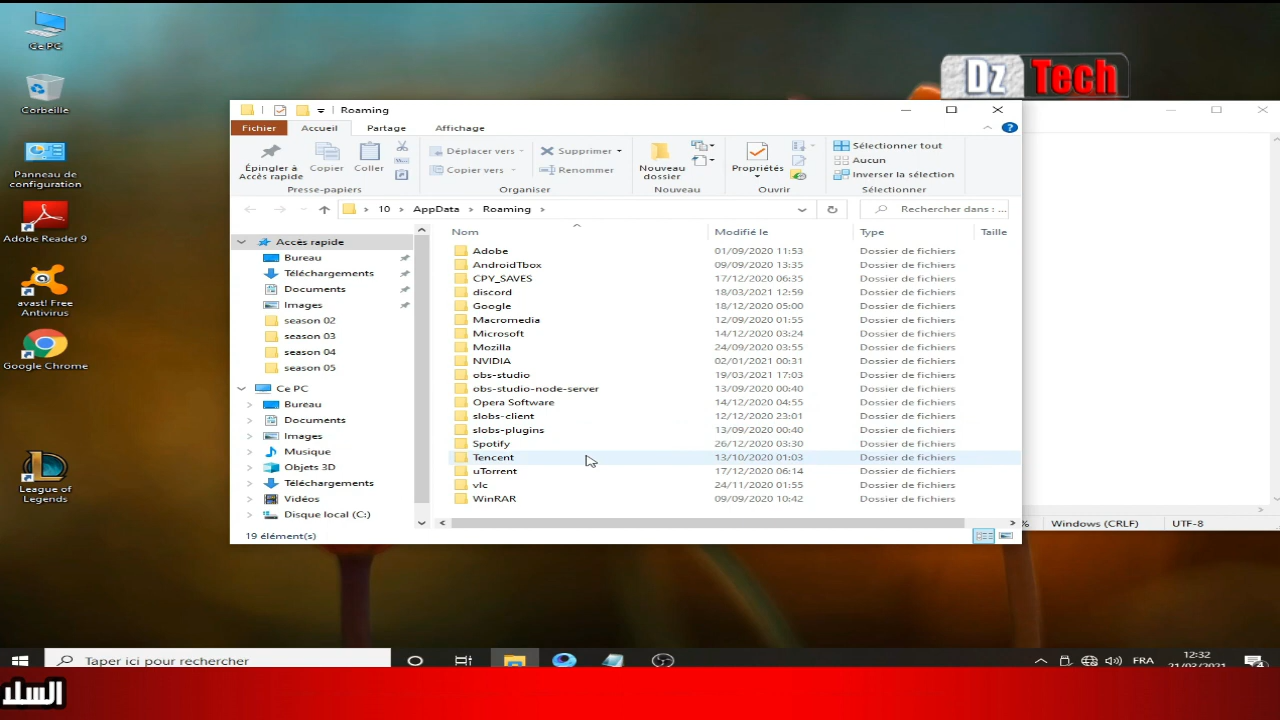 Ce PC
Corbeille
Panneau de
configuration
Adobe Reader 9
avast! Free
Antivirus
Google Chrome
League of
Legends
Dz Tech
Roaming
Fichier Accueil Partage Affichage
Épingler à
Accès rapide
Copier
Coller
Presse-papiers
Déplacer vers
Copier vers
Supprimer
Renommer
Organiser
Nouveau
dossier
Nouveau
Propriétés
Ouvrir
Sélectionner tout
Aucun
Inverser la sélection
Sélectionner
10 AppData Roaming
Rechercher dans : ...
Accès rapide
Bureau
Téléchargements
Documents
Images
season 02
season 03
season 04
season 05
Ce PC
Bureau
Documents
Images
Musique
Objets 3D
Téléchargements
Vidéos
Disque local (C:)
Nom Modifié le Type Taille
Adobe 01/09/2020 11:53 Dossier de fichiers
AndroidTbox 09/09/2020 13:35 Dossier de fichiers
CPY_SAVES 17/12/2020 06:35 Dossier de fichiers
discord 18/03/2021 12:59 Dossier de fichiers
Google 18/12/2020 05:00 Dossier de fichiers
Macromedia 12/09/2020 01:55 Dossier de fichiers
Microsoft 14/12/2020 03:24 Dossier de fichiers
Mozilla 24/09/2020 03:55 Dossier de fichiers
NVIDIA 02/01/2021 00:31 Dossier de fichiers
obs-studio 19/03/2021 17:03 Dossier de fichiers
obs-studio-node-server 13/09/2020 00:40 Dossier de fichiers
Opera Software 14/12/2020 04:55 Dossier de fichiers
slobs-client 12/12/2020 23:01 Dossier de fichiers
slobs-plugins 13/09/2020 00:40 Dossier de fichiers
Spotify 26/12/2020 03:30 Dossier de fichiers
Tencent 13/10/2020 01:03 Dossier de fichiers
uTorrent 17/12/2020 06:14 Dossier de fichiers
vlc 24/11/2020 01:55 Dossier de fichiers
WinRAR 09/09/2020 10:42 Dossier de fichiers
19 élément(s)
% Windows (CRLF) UTF-8
Taper ici pour rechercher
FRA
12:32
السلا